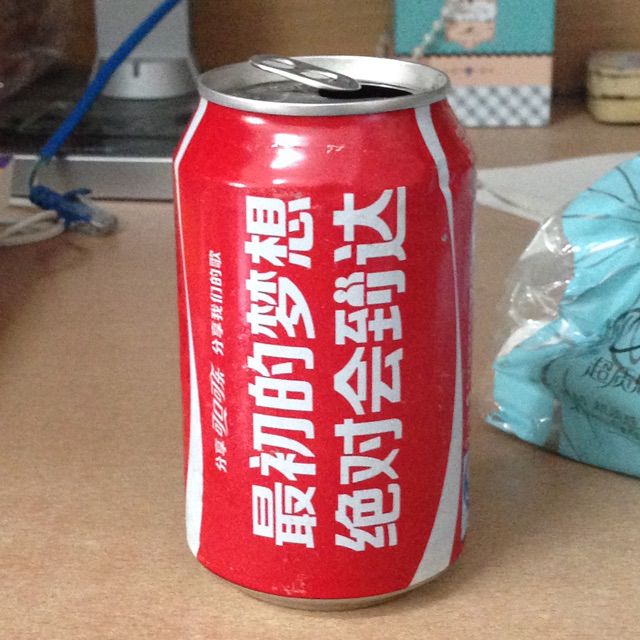 分享可口可乐 分享我们的歌
最初的梦想
绝对会到达